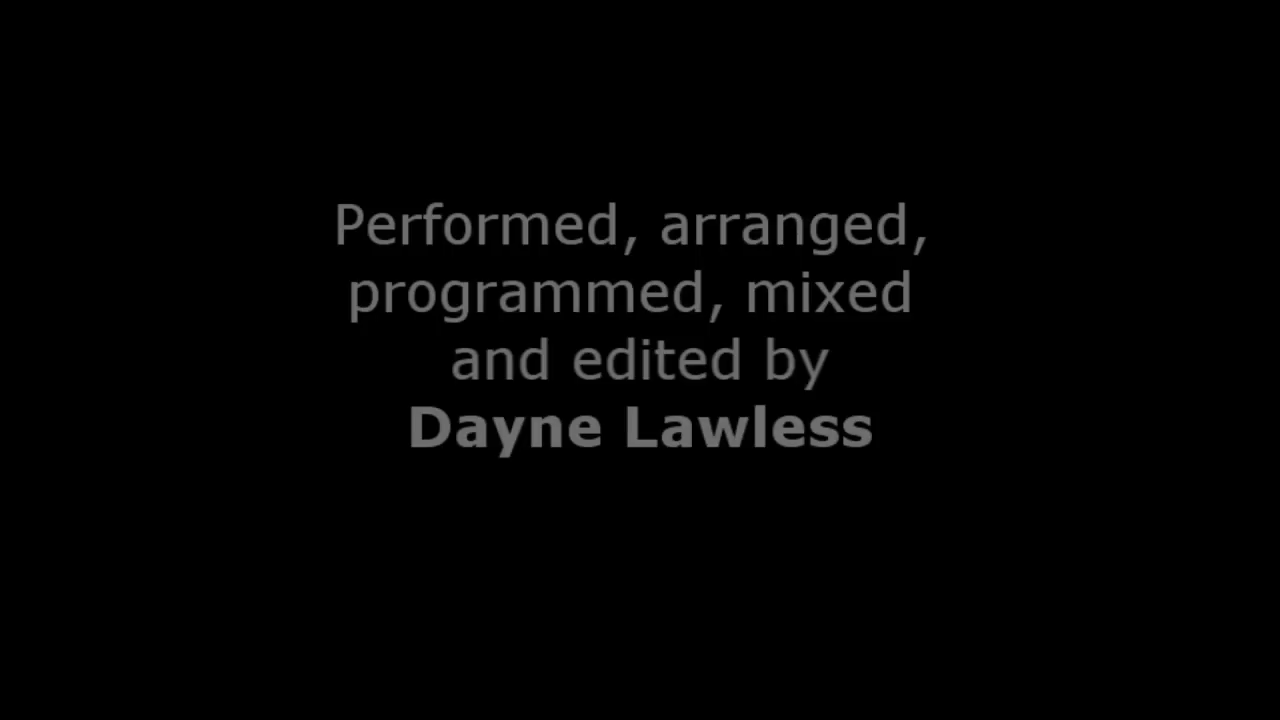 Performed, arranged,
programmed, mixed
and edited by
Dayne Lawless